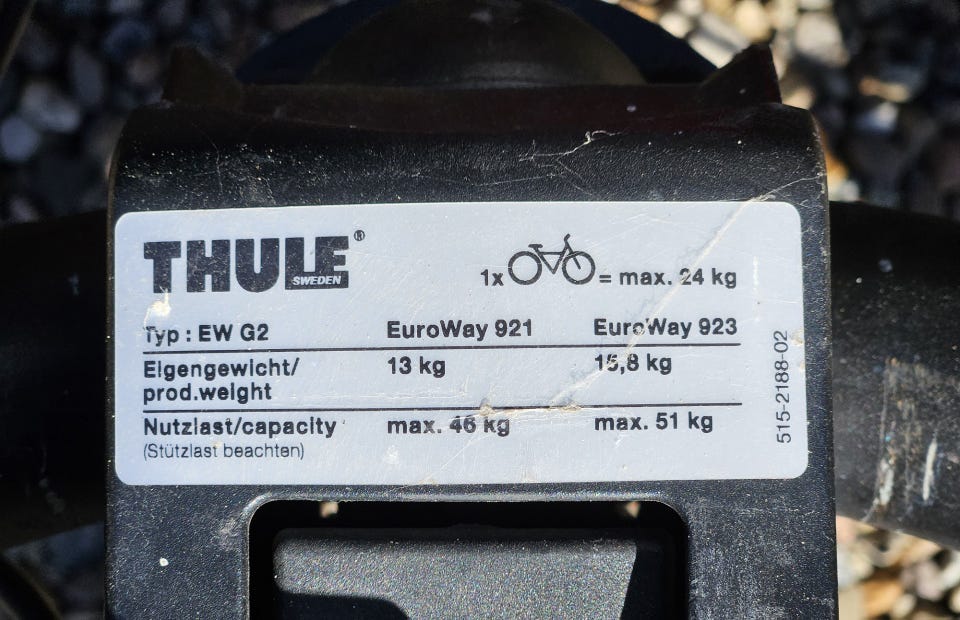 THULE®
SWEDEN
1x = max. 24 kg
Typ : EW G2 EuroWay 921 EuroWay 923
Eigengewicht/ 13 kg 15,8 kg
prod.weight
Nutzlast/capacity max. 46 kg max. 51 kg
(Stützlast beachten)
515-2188-02